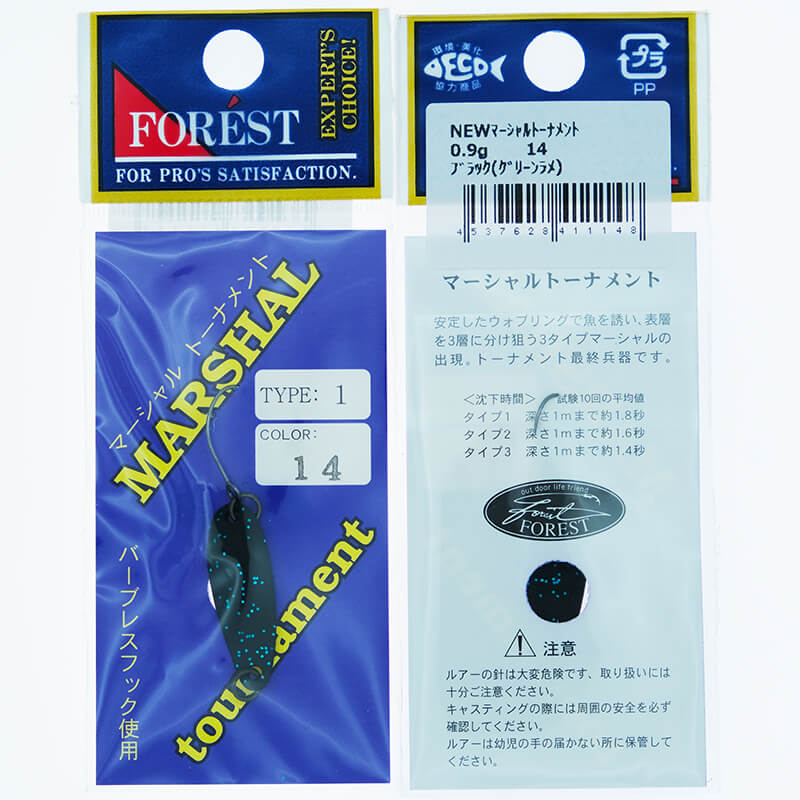 FORÉST
EXPERT'S
CHOICE!
FOR PRO'S SATISFACTION.
マーシャル トーナメント
MARSHAL
TYPE: 1
COLOR:
14
tournament
バーブレスフック使用
環境・美化
DECO
協力商品
プラ
PP
NEWマーシャルトーナメント
0.9g 14
ブラック(グリーンラメ)
4 537628 411148
マーシャルトーナメント
安定したウォブリングで魚を誘い、表層
を3層に分け狙う3タイプマーシャルの
出現。トーナメント最終兵器です。
<沈下時間> 試験10回の平均値
タイプ1 深さ1mまで約1.8秒
タイプ2 深さ1mまで約1.6秒
タイプ3 深さ1mまで約1.4秒
out door life friend
Forest
FOREST
注意
ルアーの針は大変危険です、取り扱いには
十分ご注意ください。
キャスティングの際には周囲の安全を必ず
確認してください。
ルアーは幼児の手の届かない所に保管して
ください。